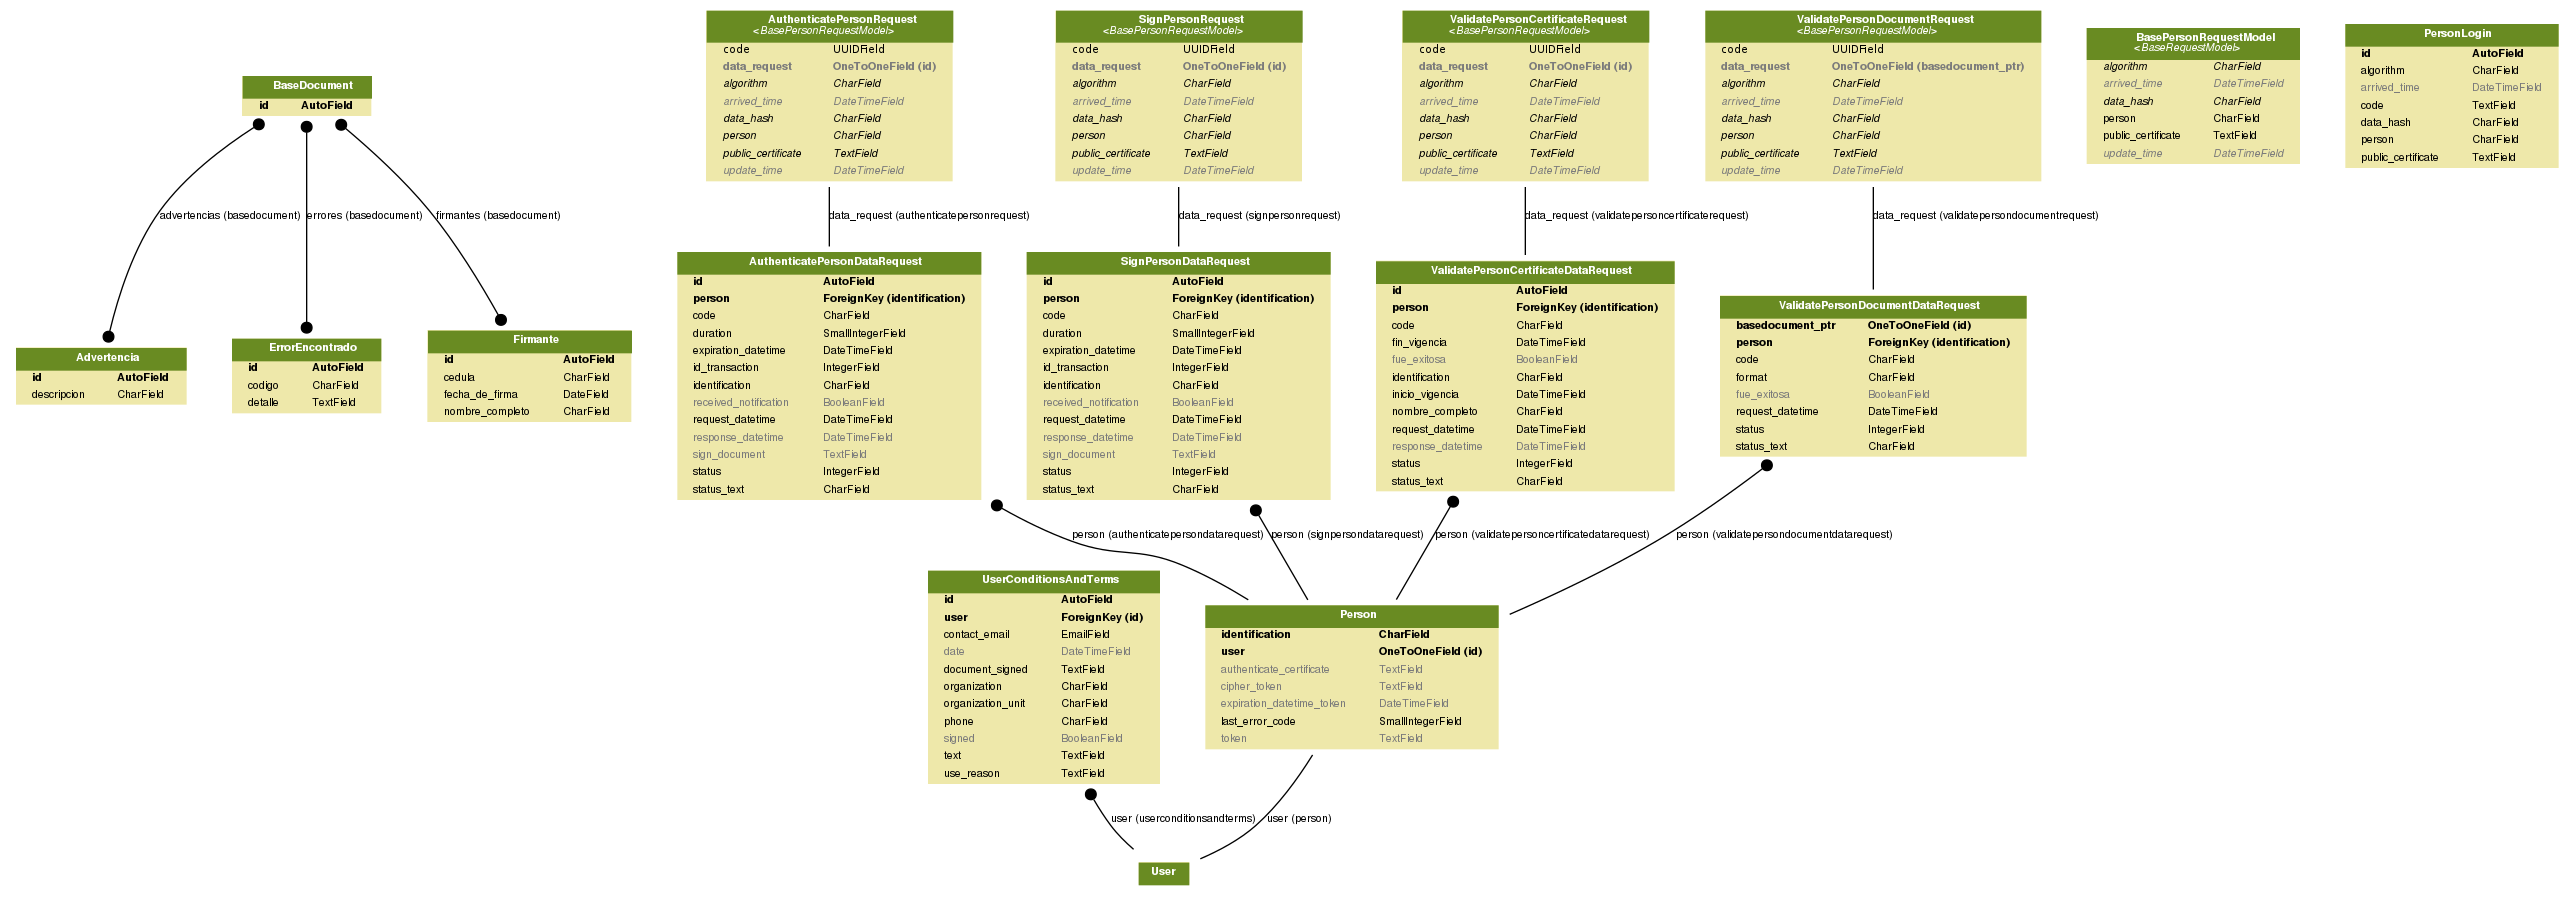 AuthenticatePersonRequest
<BasePersonRequestModel>
code UUIDField
data_request OneToOneField (id)
algorithm CharField
arrived_time DateTimeField
data_hash CharField
person CharField
public_certificate TextField
update_time DateTimeField
SignPersonRequest
<BasePersonRequestModel>
code UUIDField
data_request OneToOneField (id)
algorithm CharField
arrived_time DateTimeField
data_hash CharField
person CharField
public_certificate TextField
update_time DateTimeField
ValidatePersonCertificateRequest
<BasePersonRequestModel>
code UUIDField
data_request OneToOneField (id)
algorithm CharField
arrived_time DateTimeField
data_hash CharField
person CharField
public_certificate TextField
update_time DateTimeField
ValidatePersonDocumentRequest
<BasePersonRequestModel>
code UUIDField
data_request OneToOneField (basedocument_ptr)
algorithm CharField
arrived_time DateTimeField
data_hash CharField
person CharField
public_certificate TextField
update_time DateTimeField
BasePersonRequestModel
<BaseRequestModel>
algorithm CharField
arrived_time DateTimeField
data_hash CharField
person CharField
public_certificate TextField
update_time DateTimeField
PersonLogin
id AutoField
algorithm CharField
arrived_time DateTimeField
code TextField
data_hash CharField
person CharField
public_certificate TextField
BaseDocument
id AutoField
advertencias (basedocument)
errores (basedocument)
firmantes (basedocument)
data_request (authenticatepersonrequest)
data_request (signpersonrequest)
data_request (validatepersoncertificaterequest)
data_request (validatepersondocumentrequest)
Advertencia
id AutoField
descripcion CharField
ErrorEncontrado
id AutoField
codigo CharField
detalle TextField
Firmante
id AutoField
cedula CharField
fecha_de_firma DateField
nombre_completo CharField
AuthenticatePersonDataRequest
id AutoField
person ForeignKey (identification)
code CharField
duration SmallIntegerField
expiration_datetime DateTimeField
id_transaction IntegerField
identification CharField
received_notification BooleanField
request_datetime DateTimeField
response_datetime DateTimeField
sign_document TextField
status IntegerField
status_text CharField
SignPersonDataRequest
id AutoField
person ForeignKey (identification)
code CharField
duration SmallIntegerField
expiration_datetime DateTimeField
id_transaction IntegerField
identification CharField
received_notification BooleanField
request_datetime DateTimeField
response_datetime DateTimeField
sign_document TextField
status IntegerField
status_text CharField
ValidatePersonCertificateDataRequest
id AutoField
person ForeignKey (identification)
code CharField
fin_vigencia DateTimeField
fue_exitosa BooleanField
identification CharField
inicio_vigencia DateTimeField
nombre_completo CharField
request_datetime DateTimeField
response_datetime DateTimeField
status IntegerField
status_text CharField
ValidatePersonDocumentDataRequest
basedocument_ptr OneToOneField (id)
person ForeignKey (identification)
code CharField
format CharField
fue_exitosa BooleanField
request_datetime DateTimeField
status IntegerField
status_text CharField
person (authenticatepersondatarequest)
person (signpersondatarequest)
person (validatepersoncertificatedatarequest)
person (validatepersondocumentdatarequest)
UserConditionsAndTerms
id AutoField
user ForeignKey (id)
contact_email EmailField
date DateTimeField
document_signed TextField
organization CharField
organization_unit CharField
phone CharField
signed BooleanField
text TextField
use_reason TextField
Person
identification CharField
user OneToOneField (id)
authenticate_certificate TextField
cipher_token TextField
expiration_datetime_token DateTimeField
last_error_code SmallIntegerField
token TextField
user (userconditionsandterms)
user (person)
User